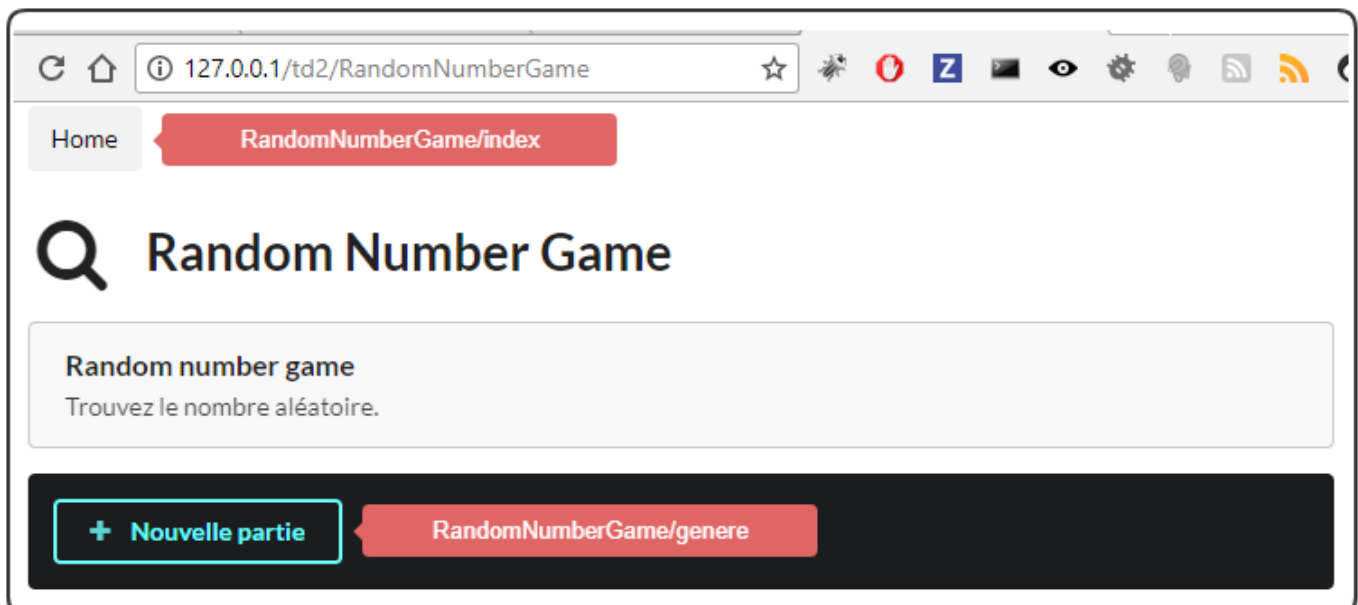 127.0.0.1/td2/RandomNumberGame
Z
Home
RandomNumberGame/index
Random Number Game
Random number game
Trouvez le nombre aléatoire.
+ Nouvelle partie
RandomNumberGame/genere